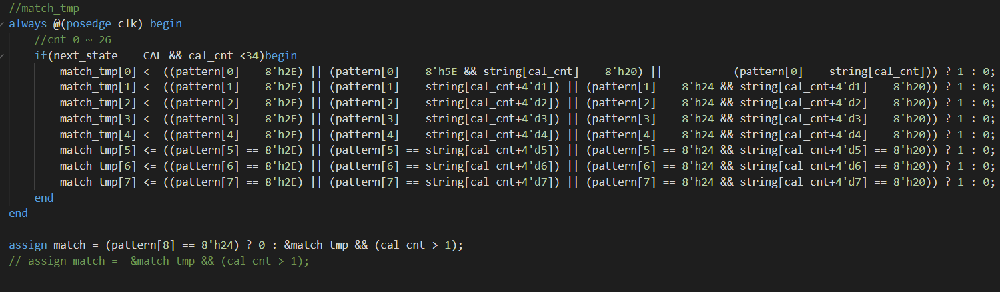 //match_tmp
always @(posedge clk) begin
//cnt 0 ~ 26
if(next_state == CAL && cal_cnt <34)begin
match_tmp[0] <= ((pattern[0] == 8'h2E) || (pattern[0] == 8'h5E && string[cal_cnt] == 8'h20) ||           (pattern[0] == string[cal_cnt])) ? 1 : 0;
match_tmp[1] <= ((pattern[1] == 8'h2E) || (pattern[1] == string[cal_cnt+4'd1]) || (pattern[1] == 8'h24 && string[cal_cnt+4'd1] == 8'h20)) ? 1 : 0;
match_tmp[2] <= ((pattern[2] == 8'h2E) || (pattern[2] == string[cal_cnt+4'd2]) || (pattern[2] == 8'h24 && string[cal_cnt+4'd2] == 8'h20)) ? 1 : 0;
match_tmp[3] <= ((pattern[3] == 8'h2E) || (pattern[3] == string[cal_cnt+4'd3]) || (pattern[3] == 8'h24 && string[cal_cnt+4'd3] == 8'h20)) ? 1 : 0;
match_tmp[4] <= ((pattern[4] == 8'h2E) || (pattern[4] == string[cal_cnt+4'd4]) || (pattern[4] == 8'h24 && string[cal_cnt+4'd4] == 8'h20)) ? 1 : 0;
match_tmp[5] <= ((pattern[5] == 8'h2E) || (pattern[5] == string[cal_cnt+4'd5]) || (pattern[5] == 8'h24 && string[cal_cnt+4'd5] == 8'h20)) ? 1 : 0;
match_tmp[6] <= ((pattern[6] == 8'h2E) || (pattern[6] == string[cal_cnt+4'd6]) || (pattern[6] == 8'h24 && string[cal_cnt+4'd6] == 8'h20)) ? 1 : 0;
match_tmp[7] <= ((pattern[7] == 8'h2E) || (pattern[7] == string[cal_cnt+4'd7]) || (pattern[7] == 8'h24 && string[cal_cnt+4'd7] == 8'h20)) ? 1 : 0;
end
end
assign match = (pattern[8] == 8'h24) ? 0 : &match_tmp && (cal_cnt > 1);
// assign match =  &match_tmp && (cal_cnt > 1);